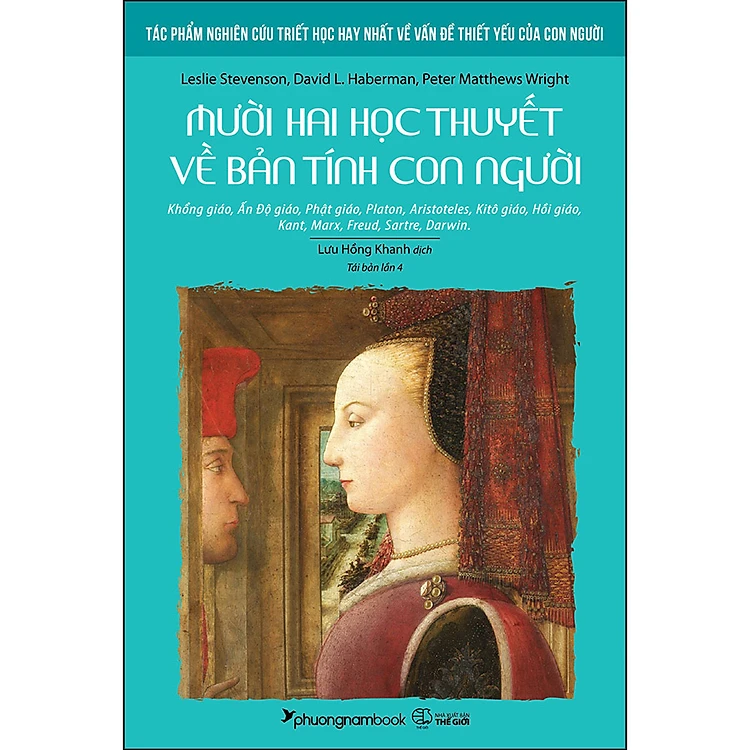 TÁC PHẨM NGHIÊN CỨU TRIẾT HỌC HAY NHẤT VỀ VẤN ĐỀ THIẾT YẾU CỦA CON NGƯỜI
Leslie Stevenson, David L. Haberman, Peter Matthews Wright
MƯỜI HAI HỌC THUYẾT
VỀ BẢN TÍNH CON NGƯỜI
Khổng giáo, Ấn Độ giáo, Phật giáo, Platon, Aristoteles, Kitô giáo, Hồi giáo,
Kant, Marx, Freud, Sartre, Darwin.
Lưu Hồng Khanh dịch
Tái bản lần 4
phuongnambook
THẾ GIỚI
NHÀ XUẤT BẢN
THẾ GIỚI